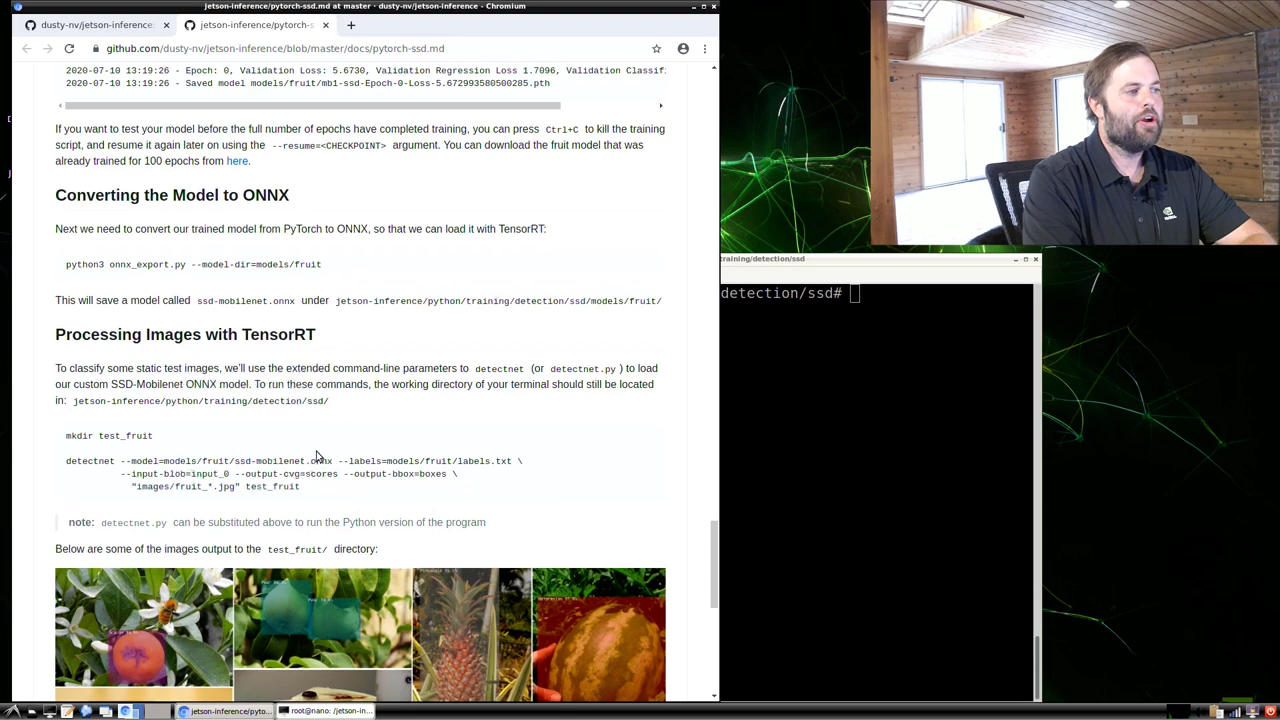 jetson-inference/pytorch-ssd.md at master · dusty-nv/jetson-inference - Chromium
dusty-nv/jetson-inference
jetson-inference/pytorch-s
github.com/dusty-nv/jetson-inference/blob/master/docs/pytorch-ssd.md
2020-07-10 13:19:26 - Epoch: 0, Validation Loss: 5.6730, Validation Regression Loss 1.7096, Validation Classif
2020-07-10 13:19:26 - Saved model models/fruit/mb1-ssd-Epoch-0-Loss-5.672993580500285.pth
If you want to test your model before the full number of epochs have completed training, you can press Ctrl+C to kill the training
script, and resume it again later on using the --resume=<CHECKPOINT> argument. You can download the fruit model that was
already trained for 100 epochs from here.
Converting the Model to ONNX
Next we need to convert our trained model from PyTorch to ONNX, so that we can load it with TensorRT:
python3 onnx_export.py --model-dir=models/fruit
This will save a model called ssd-mobilenet.onnx under jetson-inference/python/training/detection/ssd/models/fruit/
Processing Images with TensorRT
To classify some static test images, we'll use the extended command-line parameters to detectnet (or detectnet.py ) to load
our custom SSD-Mobilenet ONNX model. To run these commands, the working directory of your terminal should still be located
in: jetson-inference/python/training/detection/ssd/
mkdir test_fruit
detectnet --model=models/fruit/ssd-mobilenet.onnx --labels=models/fruit/labels.txt \
--input-blob=input_0 --output-cvg=scores --output-bbox=boxes \
"images/fruit_*.jpg" test_fruit
note: detectnet.py can be substituted above to run the Python version of the program
Below are some of the images output to the test_fruit/ directory:
training/detection/ssd
detection/ssd#
jetson-inference/pyto...
root@nano: /jetson-in...